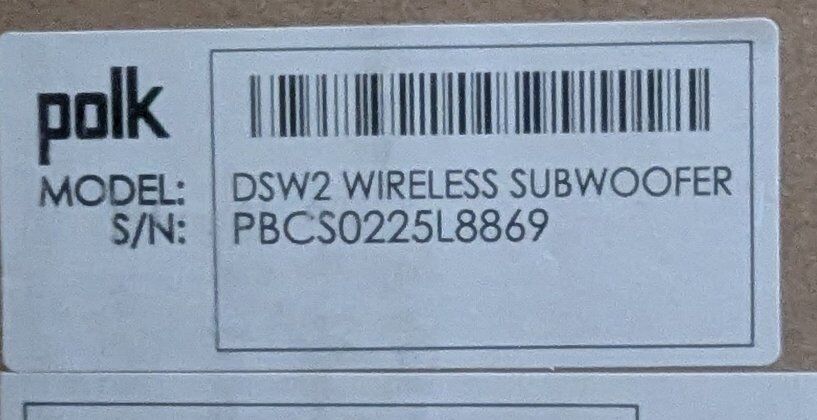 polk
MODEL: DSW2 WIRELESS SUBWOOFER
S/N: PBCS0225L8869